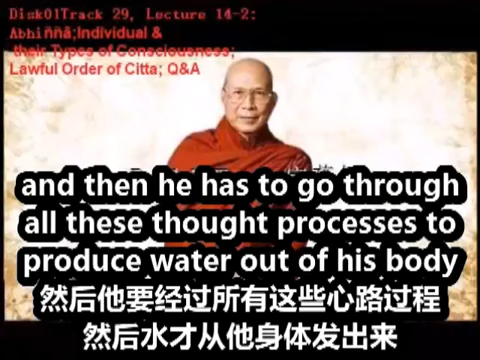 Disk01Track 29, Lecture 14-2:
Abhiññā;Individual &
their Types of Consciousness;
Lawful Order of Citta; Q&A
and then he has to go through
all these thought processes to
produce water out of his body
然后他要经过所有这些心路过程
然后水才从他身体发出来